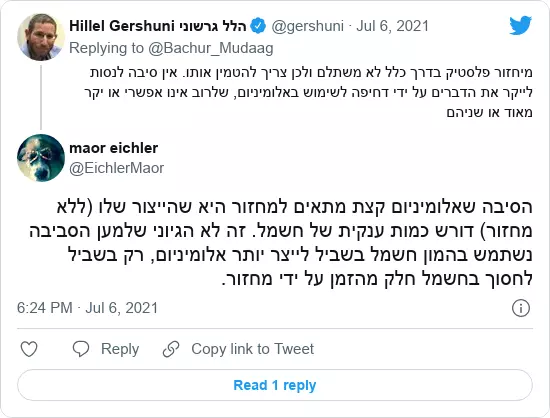 Hillel Gershuni הלל גרשוני @gershuni · Jul 6, 2021
Replying to @Bachur_Mudaag
מיחזור פלסטיק בדרך כלל לא משתלם ולכן צריך להטמין אותו. אין סיבה לנסות
לייקר את הדברים על ידי דחיפה לשימוש באלומיניום, שלרוב אינו אפשרי או יקר
מאוד או שניהם
maor eichler
@EichlerMaor
הסיבה שאלומיניום קצת מתאים למחזור היא שהייצור שלו (ללא
מחזור) דורש כמות ענקית של חשמל. זה לא הגיוני שלמען הסביבה
נשתמש בהמון חשמל בשביל לייצר יותר אלומיניום, רק בשביל
לחסוך בחשמל חלק מהזמן על ידי מחזור.
6:24 PM · Jul 6, 2021
Reply Copy link to Tweet
Read 1 reply